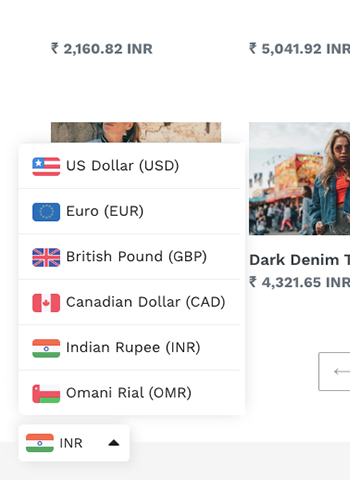 ₹ 2,160.82 INR
₹ 5,041.92 INR
US Dollar (USD)
Euro (EUR)
British Pound (GBP)
Canadian Dollar (CAD)
Indian Rupee (INR)
Omani Rial (OMR)
Dark Denim T
₹ 4,321.65 INR
INR